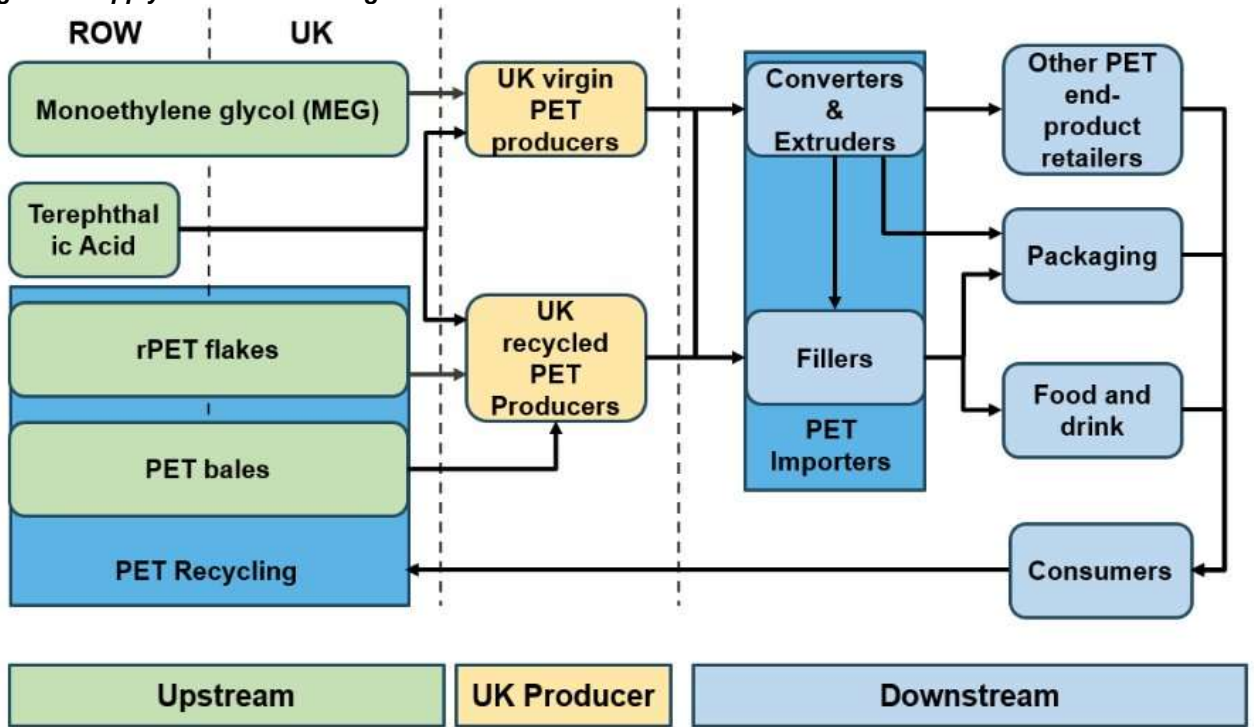 ROW
UK
Monoethylene glycol (MEG)
Terephthal
ic Acid
rPET flakes
PET bales
PET Recycling
UK virgin
PET
producers
UK
recycled
PET
Producers
Converters
&
Extruders
Fillers
PET
Importers
Other PET
end-
product
retailers
Packaging
Food and
drink
Consumers
Upstream
UK Producer
Downstream